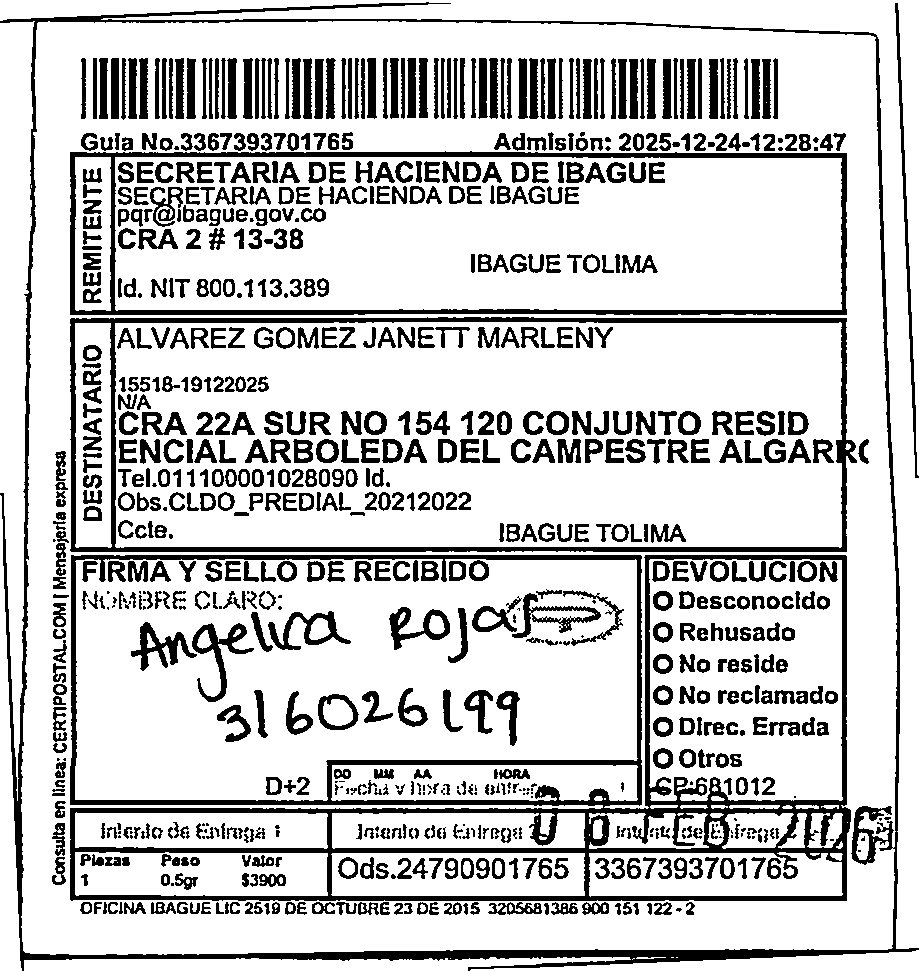 Guia No.3367393701765 Admisión: 2025-12-24-12:28:47
REMITENTE
SECRETARIA DE HACIENDA DE IBAGUE
SECRETARIA DE HACIENDA DE IBAGUE
pqr@ibague.gov.co
CRA 2 # 13-38
IBAGUE TOLIMA
Id. NIT 800.113.389
DESTINATARIO
ALVAREZ GOMEZ JANETT MARLENY
15518-19122025
N/A
CRA 22A SUR NO 154 120 CONJUNTO RESID
ENCIAL ARBOLEDA DEL CAMPESTRE ALGARR
Tel.011100001028090 Id.
Obs.CLDO_PREDIAL_20212022
Ccte. IBAGUE TOLIMA
Consulta en linea: CERTIPOSTAL.COM | Mensajeria expresa
FIRMA Y SELLO DE RECIBIDO
NOMBRE CLARO:
Angelica Rojas
316026199
D+2
DD MM AA HORA
Fecha y hora de entrega
DEVOLUCION
Desconocido
Rehusado
No reside
No reclamado
Direc. Errada
Otros
CP:681012
08 FEB 2026
Intento de Entrega 1 Intento de Entrega 2 Intento de Entrega
Piezas Peso Valor
1 0.5gr $3900
Ods.24790901765 3367393701765
OFICINA IBAGUE LIC 2519 DE OCTUBRE 23 DE 2015 3205681386 900 151 122 - 2